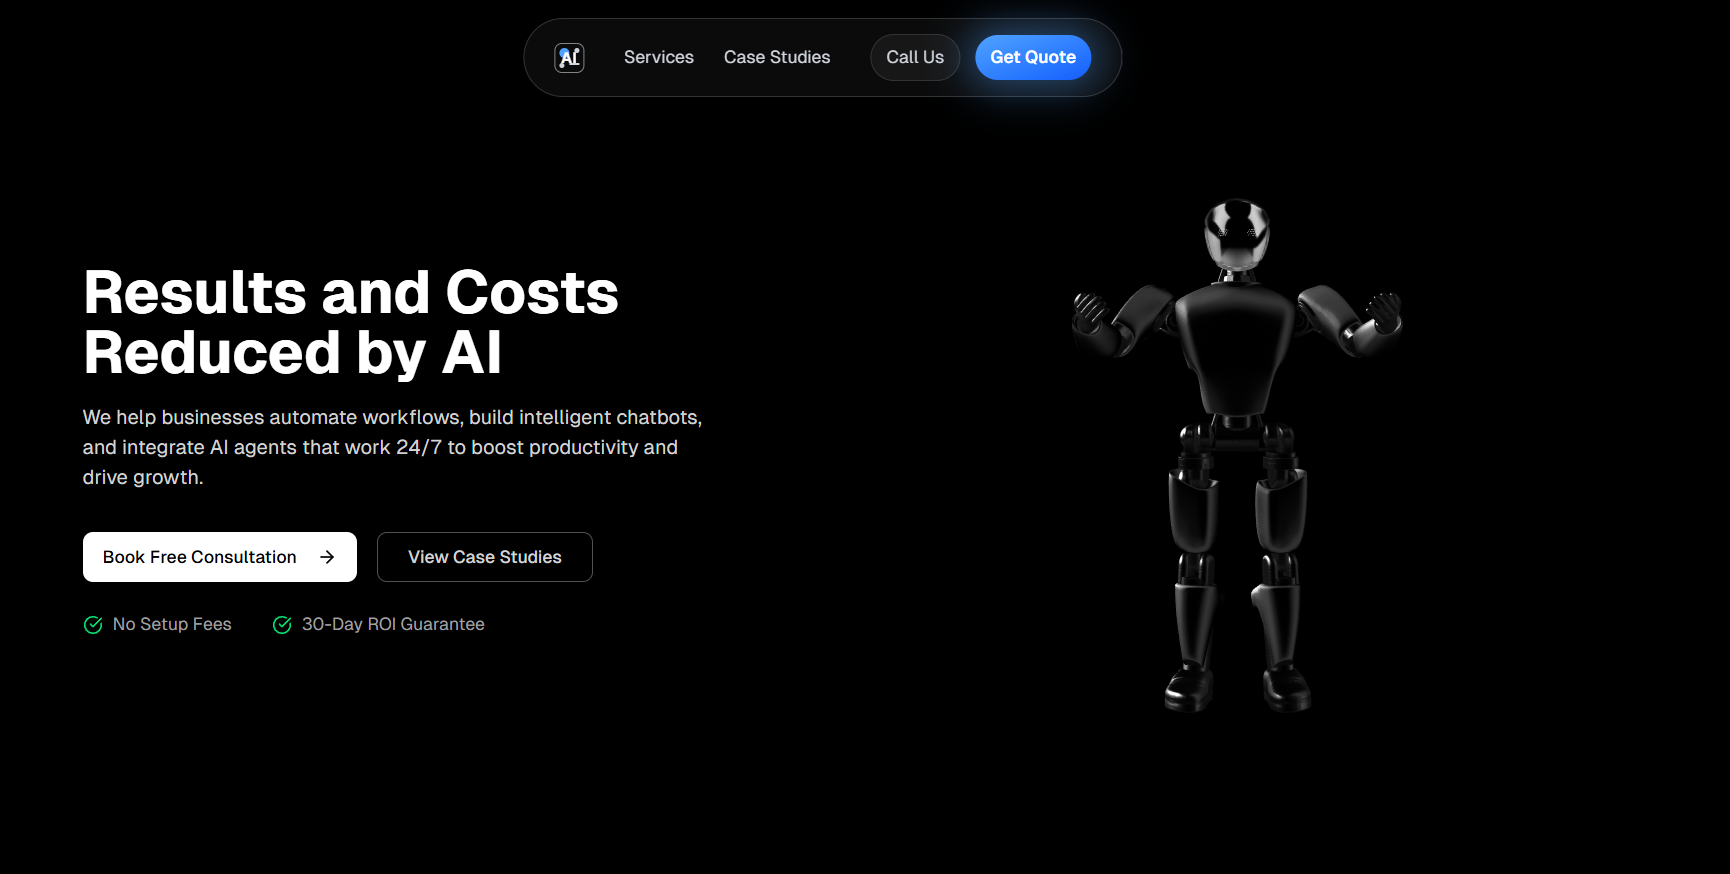 AI
Services
Case Studies
Call Us
Get Quote
Results and Costs
Reduced by AI
We help businesses automate workflows, build intelligent chatbots,
and integrate AI agents that work 24/7 to boost productivity and
drive growth.
Book Free Consultation
View Case Studies
No Setup Fees
30-Day ROI Guarantee